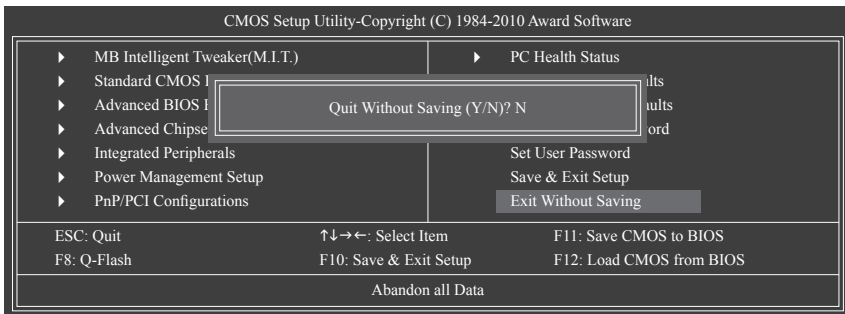 CMOS Setup Utility-Copyright (C) 1984-2010 Award Software
MB Intelligent Tweaker(M.I.T.)
Standard CMOS
Advanced BIOS
Advanced Chipse
Integrated Peripherals
Power Management Setup
PnP/PCI Configurations
PC Health Status
Set User Password
Save & Exit Setup
Exit Without Saving
Quit Without Saving (Y/N)? N
ESC: Quit ↑↓→←: Select Item F11: Save CMOS to BIOS
F8: Q-Flash F10: Save & Exit Setup F12: Load CMOS from BIOS
Abandon all Data